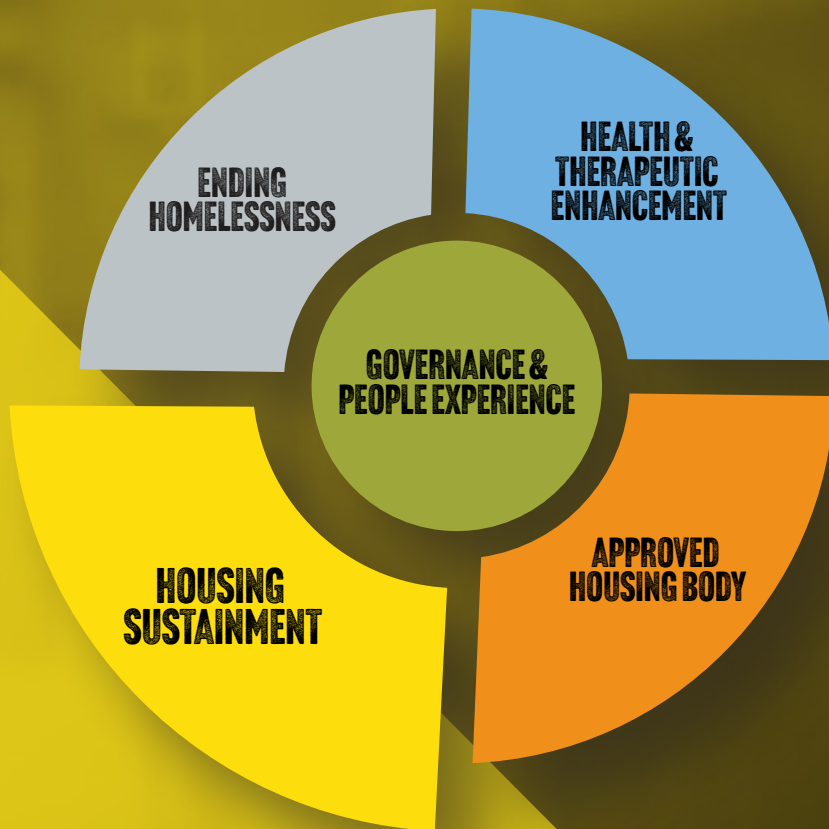 ENDING
HOMELESSNESS
HEALTH &
THERAPEUTIC
ENHANCEMENT
GOVERNANCE &
PEOPLE EXPERIENCE
HOUSING
SUSTAINMENT
APPROVED
HOUSING BODY